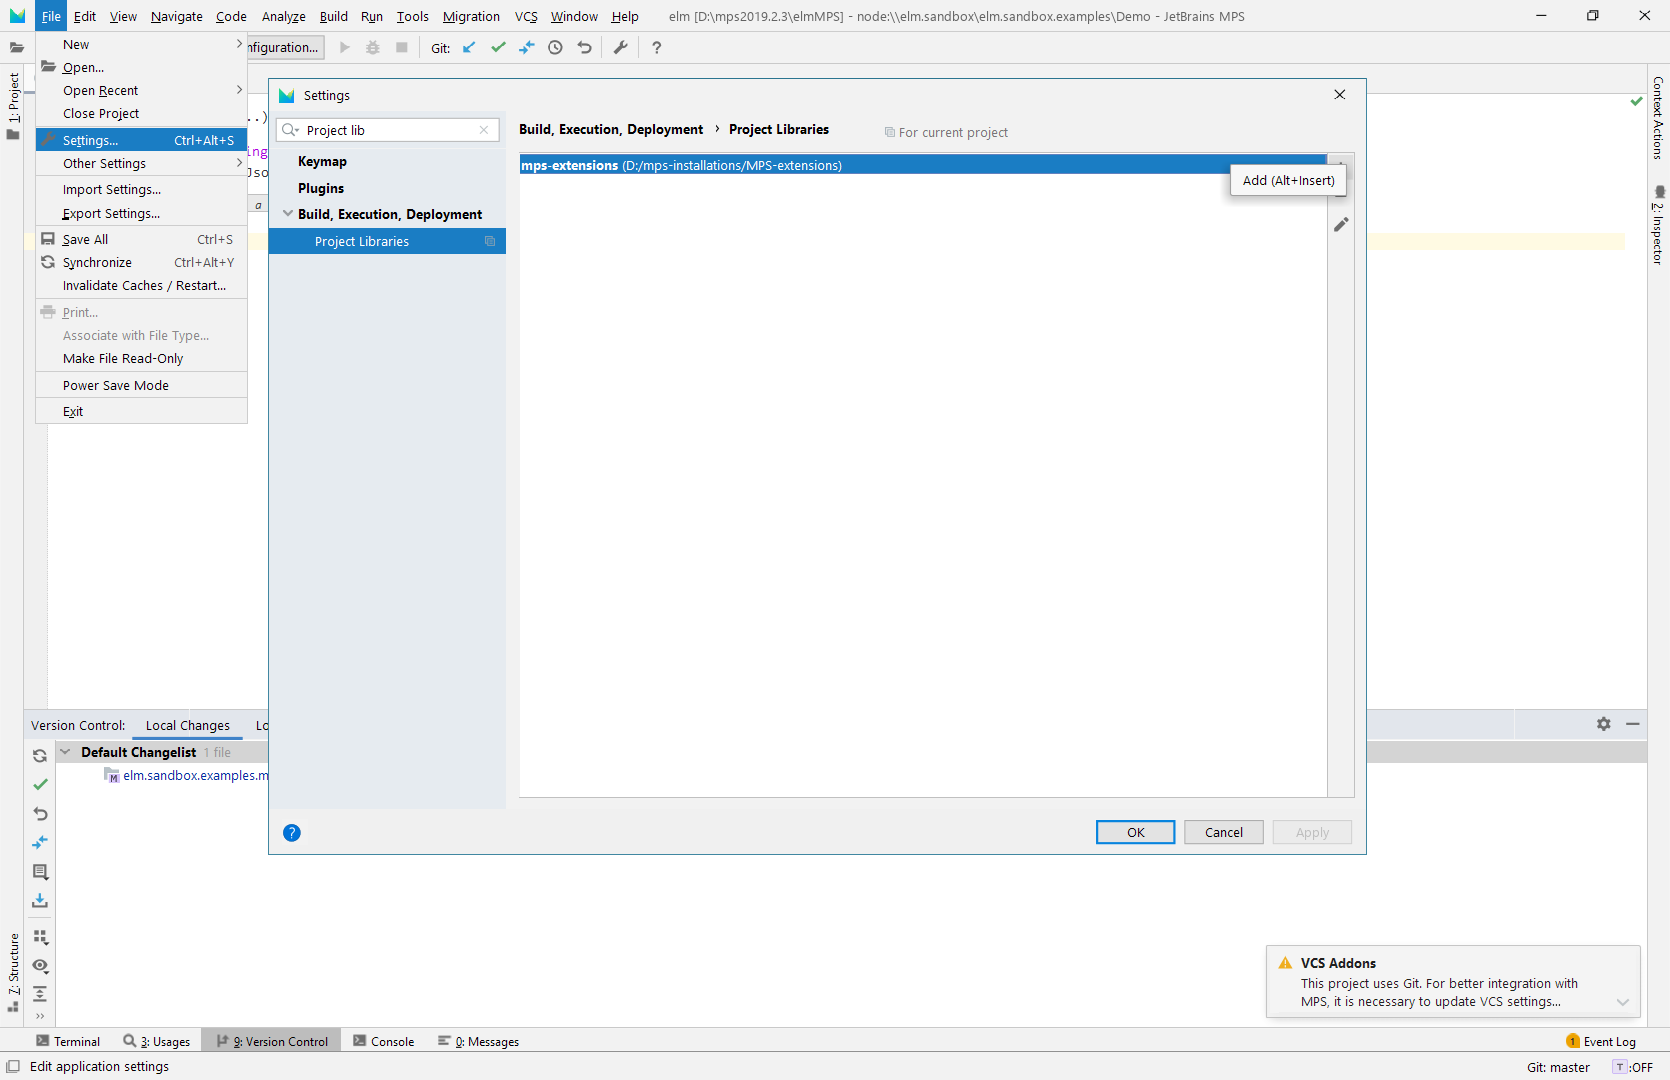 File Edit View Navigate Code Analyze Build Run Tools Migration VCS Window Help elm [D:\mps2019.2.3\elmMPS] - node:\\elm.sandbox\elm.sandbox.examples\Demo - JetBrains MPS
nfiguration... Git: ?
New
Open...
Open Recent
Close Project
Settings... Ctrl+Alt+S
Other Settings
Import Settings...
Export Settings...
Save All Ctrl+S
Synchronize Ctrl+Alt+Y
Invalidate Caches / Restart...
Print...
Associate with File Type...
Make File Read-Only
Power Save Mode
Exit
1: Project
..)
ing
Jso
a
Settings
Project lib
Keymap
Plugins
Build, Execution, Deployment
Project Libraries
Build, Execution, Deployment › Project Libraries For current project
mps-extensions (D:/mps-installations/MPS-extensions)
Add (Alt+Insert)
?
OK Cancel Apply
Context Actions
2: Inspector
Version Control: Local Changes Lo
Default Changelist 1 file
elm.sandbox.examples.m
7: Structure
VCS Addons
This project uses Git. For better integration with
MPS, it is necessary to update VCS settings...
Terminal 3: Usages 9: Version Control Console 0: Messages 1 Event Log
Edit application settings Git: master T :OFF